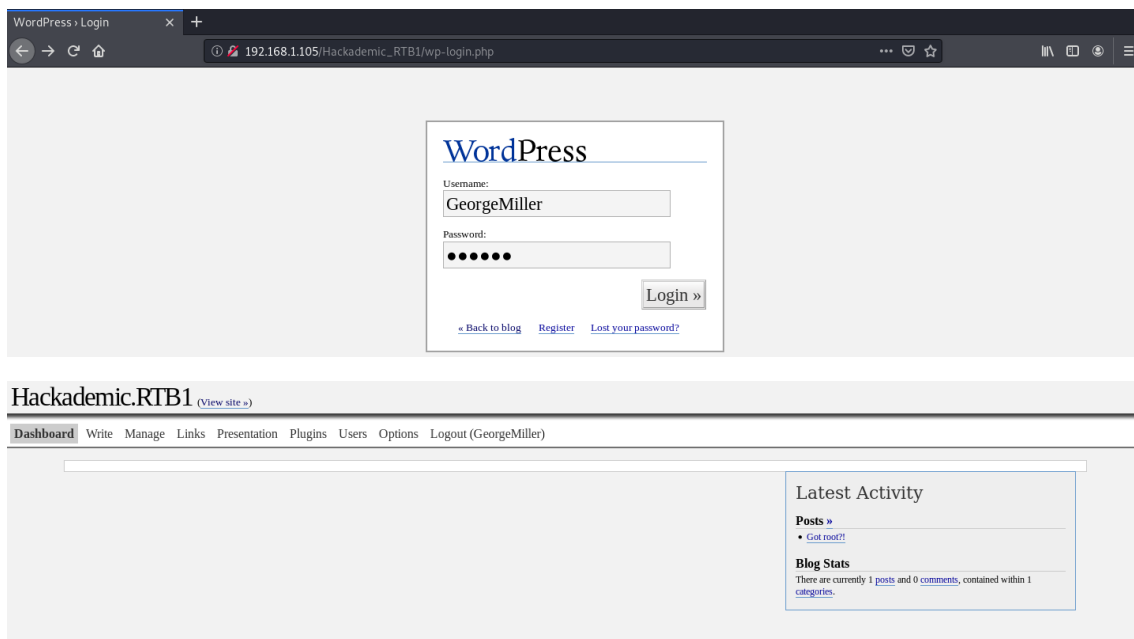 WordPress › Login
192.168.1.105/Hackademic_RTB1/wp-login.php
WordPress
Username:
GeorgeMiller
Password:
••••••
Login »
« Back to blog Register Lost your password?
Hackademic.RTB1 (View site »)
Dashboard Write Manage Links Presentation Plugins Users Options Logout (GeorgeMiller)
Latest Activity
Posts »
• Got root?!
Blog Stats
There are currently 1 posts and 0 comments, contained within 1
categories.